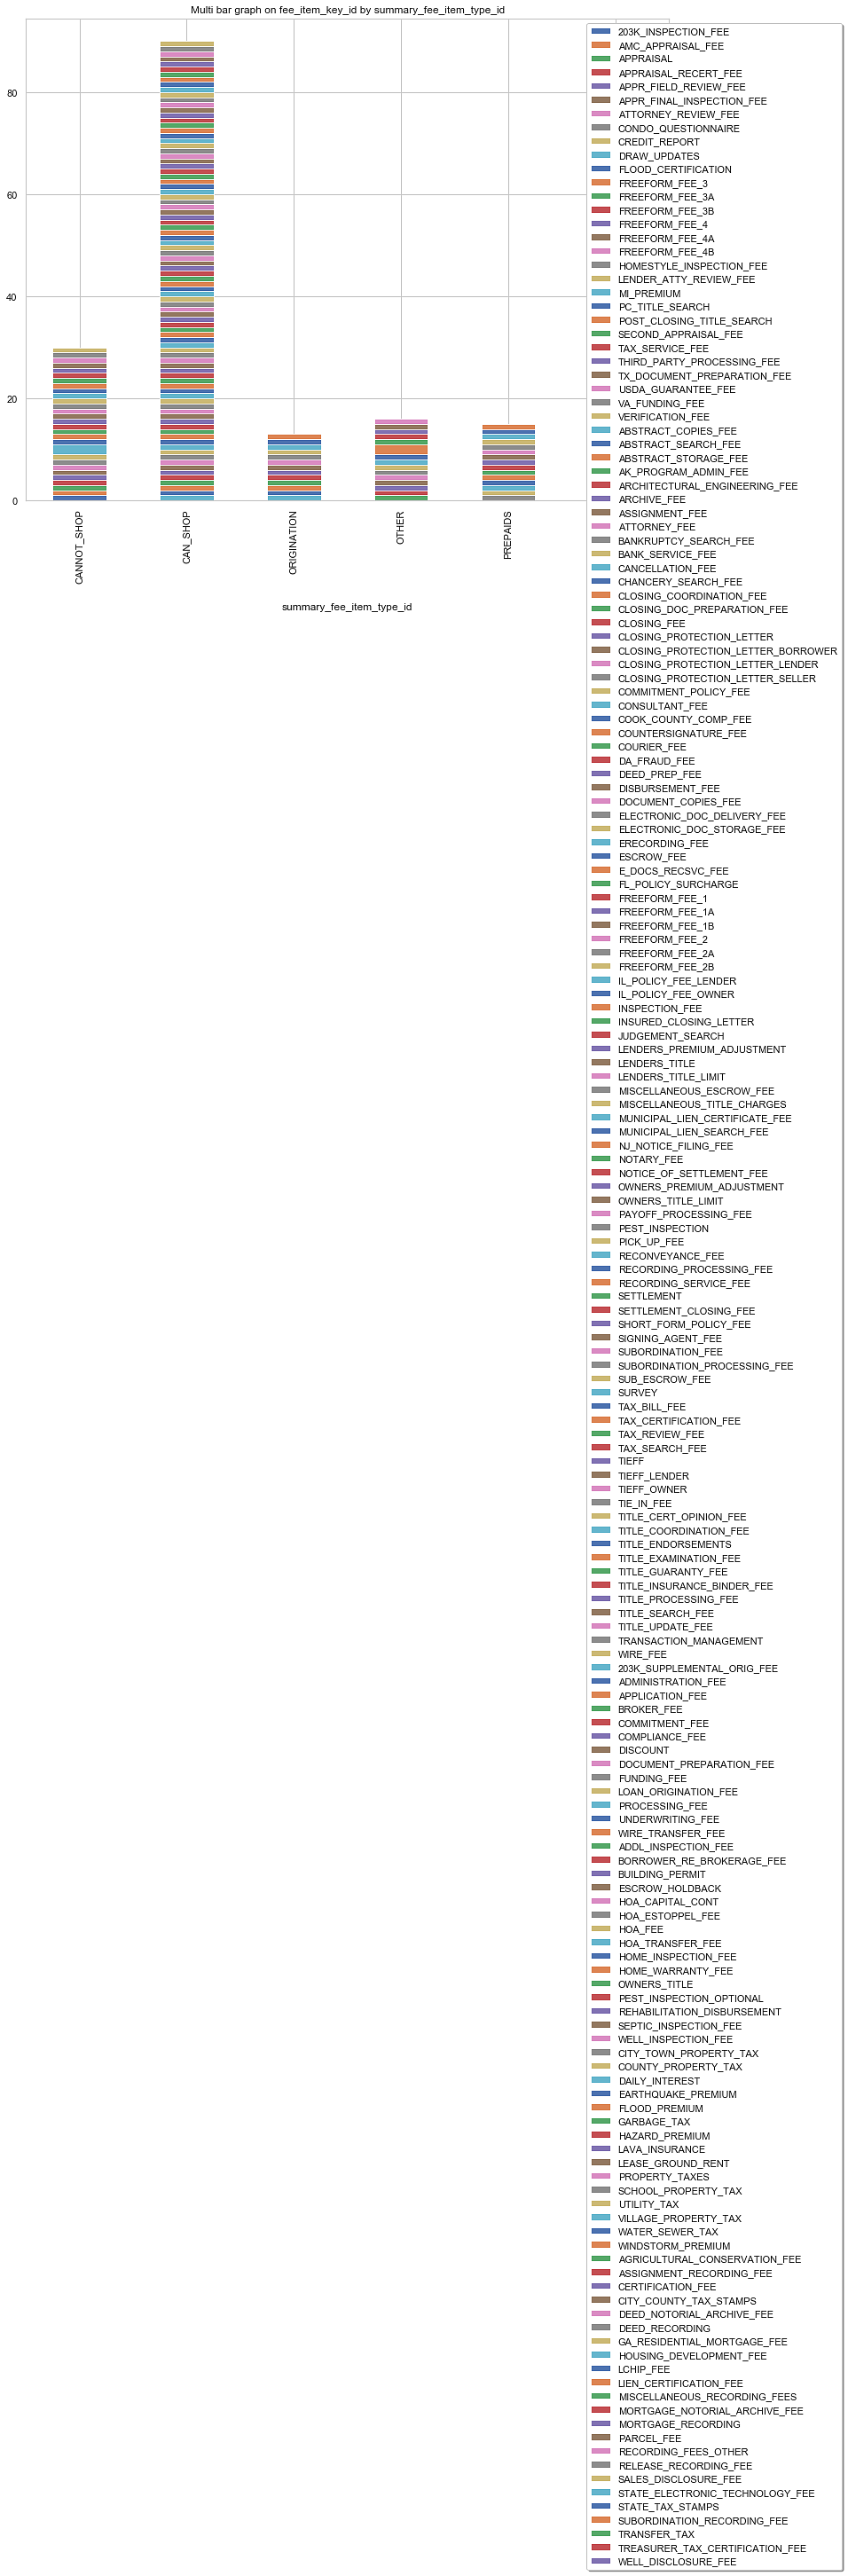 Multi bar graph on fee_item_key_id by summary_fee_item_type_id
80
60
40
20
0
CANNOT_SHOP
CAN_SHOP
ORIGINATION
OTHER
PREPAIDS
summary_fee_item_type_id
203K_INSPECTION_FEE
AMC_APPRAISAL_FEE
APPRAISAL
APPRAISAL_RECERT_FEE
APPR_FIELD_REVIEW_FEE
APPR_FINAL_INSPECTION_FEE
ATTORNEY_REVIEW_FEE
CONDO_QUESTIONNAIRE
CREDIT_REPORT
DRAW_UPDATES
FLOOD_CERTIFICATION
FREEFORM_FEE_3
FREEFORM_FEE_3A
FREEFORM_FEE_3B
FREEFORM_FEE_4
FREEFORM_FEE_4A
FREEFORM_FEE_4B
HOMESTYLE_INSPECTION_FEE
LENDER_ATTY_REVIEW_FEE
MI_PREMIUM
PC_TITLE_SEARCH
POST_CLOSING_TITLE_SEARCH
SECOND_APPRAISAL_FEE
TAX_SERVICE_FEE
THIRD_PARTY_PROCESSING_FEE
TX_DOCUMENT_PREPARATION_FEE
USDA_GUARANTEE_FEE
VA_FUNDING_FEE
VERIFICATION_FEE
ABSTRACT_COPIES_FEE
ABSTRACT_SEARCH_FEE
ABSTRACT_STORAGE_FEE
AK_PROGRAM_ADMIN_FEE
ARCHITECTURAL_ENGINEERING_FEE
ARCHIVE_FEE
ASSIGNMENT_FEE
ATTORNEY_FEE
BANKRUPTCY_SEARCH_FEE
BANK_SERVICE_FEE
CANCELLATION_FEE
CHANCERY_SEARCH_FEE
CLOSING_COORDINATION_FEE
CLOSING_DOC_PREPARATION_FEE
CLOSING_FEE
CLOSING_PROTECTION_LETTER
CLOSING_PROTECTION_LETTER_BORROWER
CLOSING_PROTECTION_LETTER_LENDER
CLOSING_PROTECTION_LETTER_SELLER
COMMITMENT_POLICY_FEE
CONSULTANT_FEE
COOK_COUNTY_COMP_FEE
COUNTERSIGNATURE_FEE
COURIER_FEE
DA_FRAUD_FEE
DEED_PREP_FEE
DISBURSEMENT_FEE
DOCUMENT_COPIES_FEE
ELECTRONIC_DOC_DELIVERY_FEE
ELECTRONIC_DOC_STORAGE_FEE
ERECORDING_FEE
ESCROW_FEE
E_DOCS_RECSVC_FEE
FL_POLICY_SURCHARGE
FREEFORM_FEE_1
FREEFORM_FEE_1A
FREEFORM_FEE_1B
FREEFORM_FEE_2
FREEFORM_FEE_2A
FREEFORM_FEE_2B
IL_POLICY_FEE_LENDER
IL_POLICY_FEE_OWNER
INSPECTION_FEE
INSURED_CLOSING_LETTER
JUDGEMENT_SEARCH
LENDERS_PREMIUM_ADJUSTMENT
LENDERS_TITLE
LENDERS_TITLE_LIMIT
MISCELLANEOUS_ESCROW_FEE
MISCELLANEOUS_TITLE_CHARGES
MUNICIPAL_LIEN_CERTIFICATE_FEE
MUNICIPAL_LIEN_SEARCH_FEE
NJ_NOTICE_FILING_FEE
NOTARY_FEE
NOTICE_OF_SETTLEMENT_FEE
OWNERS_PREMIUM_ADJUSTMENT
OWNERS_TITLE_LIMIT
PAYOFF_PROCESSING_FEE
PEST_INSPECTION
PICK_UP_FEE
RECONVEYANCE_FEE
RECORDING_PROCESSING_FEE
RECORDING_SERVICE_FEE
SETTLEMENT
SETTLEMENT_CLOSING_FEE
SHORT_FORM_POLICY_FEE
SIGNING_AGENT_FEE
SUBORDINATION_FEE
SUBORDINATION_PROCESSING_FEE
SUB_ESCROW_FEE
SURVEY
TAX_BILL_FEE
TAX_CERTIFICATION_FEE
TAX_REVIEW_FEE
TAX_SEARCH_FEE
TIEFF
TIEFF_LENDER
TIEFF_OWNER
TIE_IN_FEE
TITLE_CERT_OPINION_FEE
TITLE_COORDINATION_FEE
TITLE_ENDORSEMENTS
TITLE_EXAMINATION_FEE
TITLE_GUARANTY_FEE
TITLE_INSURANCE_BINDER_FEE
TITLE_PROCESSING_FEE
TITLE_SEARCH_FEE
TITLE_UPDATE_FEE
TRANSACTION_MANAGEMENT
WIRE_FEE
203K_SUPPLEMENTAL_ORIG_FEE
ADMINISTRATION_FEE
APPLICATION_FEE
BROKER_FEE
COMMITMENT_FEE
COMPLIANCE_FEE
DISCOUNT
DOCUMENT_PREPARATION_FEE
FUNDING_FEE
LOAN_ORIGINATION_FEE
PROCESSING_FEE
UNDERWRITING_FEE
WIRE_TRANSFER_FEE
ADDL_INSPECTION_FEE
BORROWER_RE_BROKERAGE_FEE
BUILDING_PERMIT
ESCROW_HOLDBACK
HOA_CAPITAL_CONT
HOA_ESTOPPEL_FEE
HOA_FEE
HOA_TRANSFER_FEE
HOME_INSPECTION_FEE
HOME_WARRANTY_FEE
OWNERS_TITLE
PEST_INSPECTION_OPTIONAL
REHABILITATION_DISBURSEMENT
SEPTIC_INSPECTION_FEE
WELL_INSPECTION_FEE
CITY_TOWN_PROPERTY_TAX
COUNTY_PROPERTY_TAX
DAILY_INTEREST
EARTHQUAKE_PREMIUM
FLOOD_PREMIUM
GARBAGE_TAX
HAZARD_PREMIUM
LAVA_INSURANCE
LEASE_GROUND_RENT
PROPERTY_TAXES
SCHOOL_PROPERTY_TAX
UTILITY_TAX
VILLAGE_PROPERTY_TAX
WATER_SEWER_TAX
WINDSTORM_PREMIUM
AGRICULTURAL_CONSERVATION_FEE
ASSIGNMENT_RECORDING_FEE
CERTIFICATION_FEE
CITY_COUNTY_TAX_STAMPS
DEED_NOTORIAL_ARCHIVE_FEE
DEED_RECORDING
GA_RESIDENTIAL_MORTGAGE_FEE
HOUSING_DEVELOPMENT_FEE
LCHIP_FEE
LIEN_CERTIFICATION_FEE
MISCELLANEOUS_RECORDING_FEES
MORTGAGE_NOTORIAL_ARCHIVE_FEE
MORTGAGE_RECORDING
PARCEL_FEE
RECORDING_FEES_OTHER
RELEASE_RECORDING_FEE
SALES_DISCLOSURE_FEE
STATE_ELECTRONIC_TECHNOLOGY_FEE
STATE_TAX_STAMPS
SUBORDINATION_RECORDING_FEE
TRANSFER_TAX
TREASURER_TAX_CERTIFICATION_FEE
WELL_DISCLOSURE_FEE